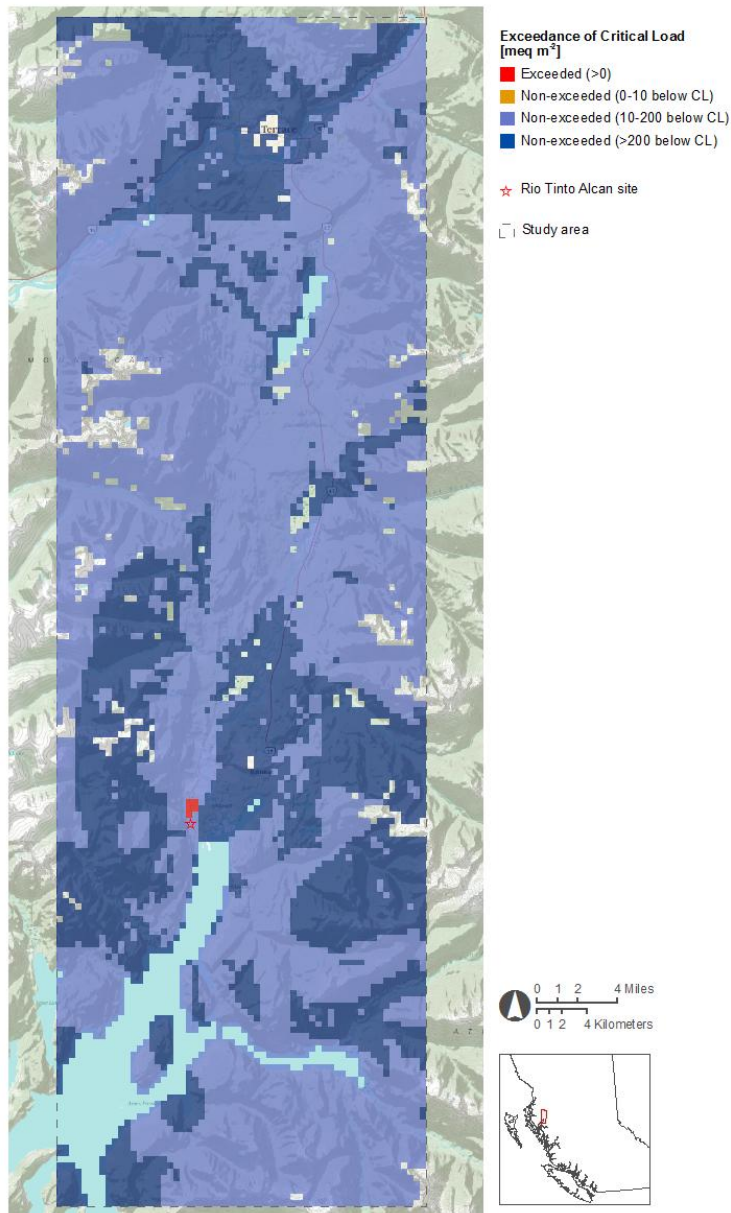 Exceedance of Critical Load
[meq m⁻²]
Exceeded (>0)
Non-exceeded (0-10 below CL)
Non-exceeded (10-200 below CL)
Non-exceeded (>200 below CL)
Rio Tinto Alcan site
Study area
Terrace
0 1 2 4 Miles
0 1 2 4 Kilometers